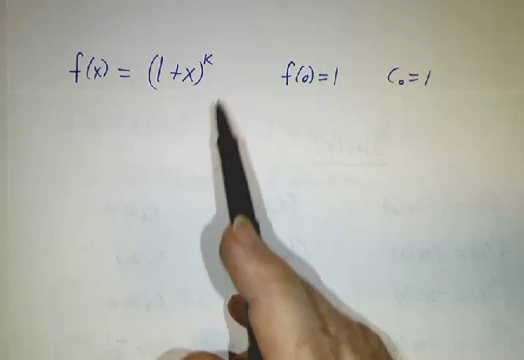 f(x) = (1+x)^k f(0)=1 C₀=1